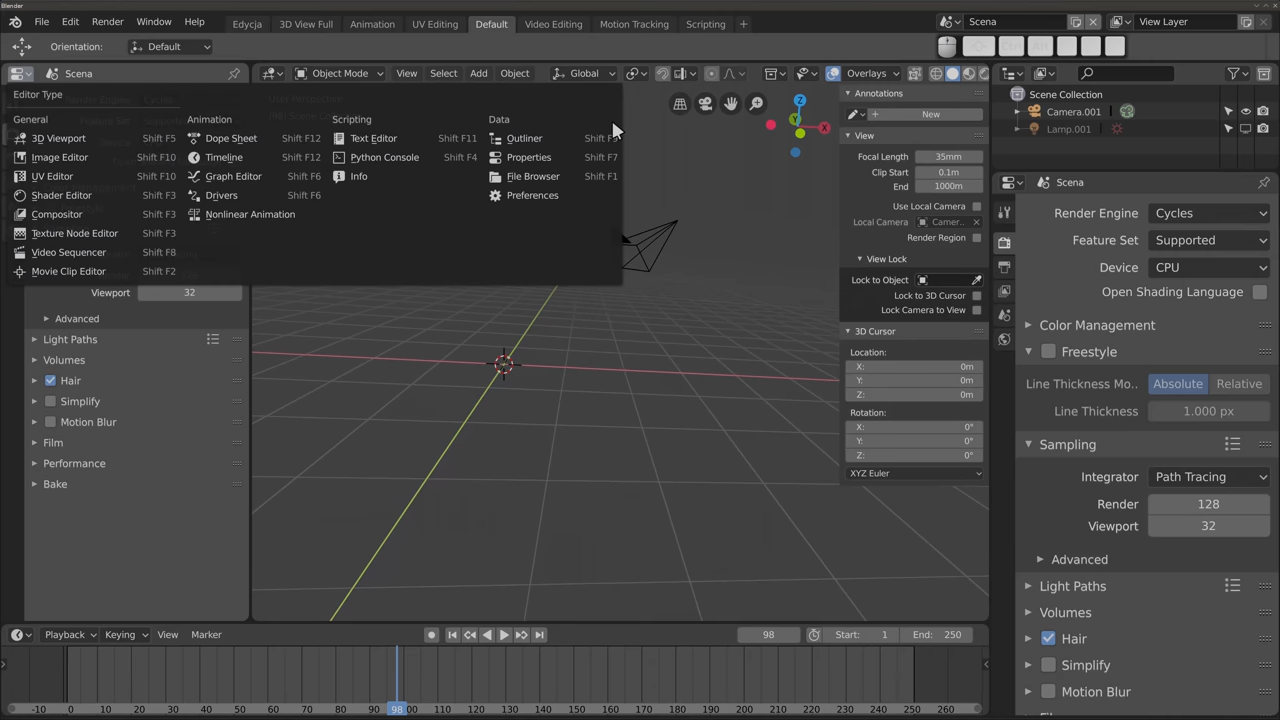 Blender
File Edit Render Window Help Edycja 3D View Full Animation UV Editing Default Video Editing Motion Tracking Scripting + Scena View Layer
Orientation: Default
Scena Object Mode View Select Add Object Global Overlays
Editor Type
General
3D Viewport Shift F5
Image Editor Shift F10
UV Editor Shift F10
Shader Editor Shift F3
Compositor Shift F3
Texture Node Editor Shift F3
Video Sequencer Shift F8
Movie Clip Editor Shift F2
Animation
Dope Sheet Shift F12
Timeline Shift F12
Graph Editor Shift F6
Drivers Shift F6
Nonlinear Animation
Scripting
Text Editor Shift F11
Python Console Shift F4
Info
Data
Outliner
Properties Shift F7
File Browser Shift F1
Preferences
Viewport 32
Advanced
Light Paths
Volumes
Hair
Simplify
Motion Blur
Film
Performance
Bake
Z
Y
X
Annotations
New
View
Focal Length 35mm
Clip Start 0.1m
End 1000m
Use Local Camera
Local Camera Camer..
Render Region
View Lock
Lock to Object
Lock to 3D Cursor
Lock Camera to View
3D Cursor
Location:
X: 0m
Y: 0m
Z: 0m
Rotation:
X: 0°
Y: 0°
Z: 0°
XYZ Euler
Scene Collection
Camera.001
Lamp.001
Scena
Render Engine Cycles
Feature Set Supported
Device CPU
Open Shading Language
Color Management
Freestyle
Line Thickness Mo.. Absolute Relative
Line Thickness 1.000 px
Sampling
Integrator Path Tracing
Render 128
Viewport 32
Advanced
Light Paths
Volumes
Hair
Simplify
Motion Blur
Playback Keying View Marker 98 Start: 1 End: 250
-10 0 10 20 30 40 50 60 70 80 90 98 00 110 120 130 140 150 160 170 180 190 200 210 220 230 240 250 260